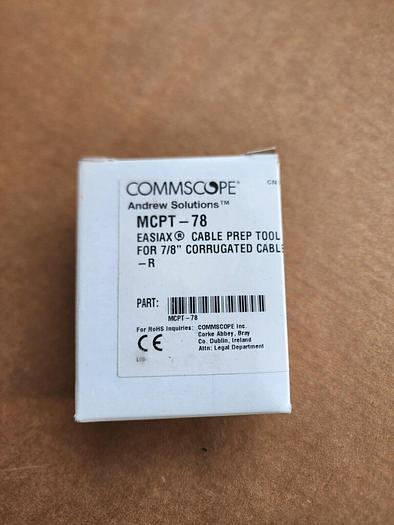 COMMSCOPE®
CN
Andrew Solutions™
MCPT-78
EASIAX® CABLE PREP TOOL
FOR 7/8" CORRUGATED CABLE
-R
PART:
MCPT-78
For RoHS Inquiries: COMMSCOPE Inc.
Corke Abbey, Bray
Co. Dublin, Ireland
Attn: Legal Department
CE